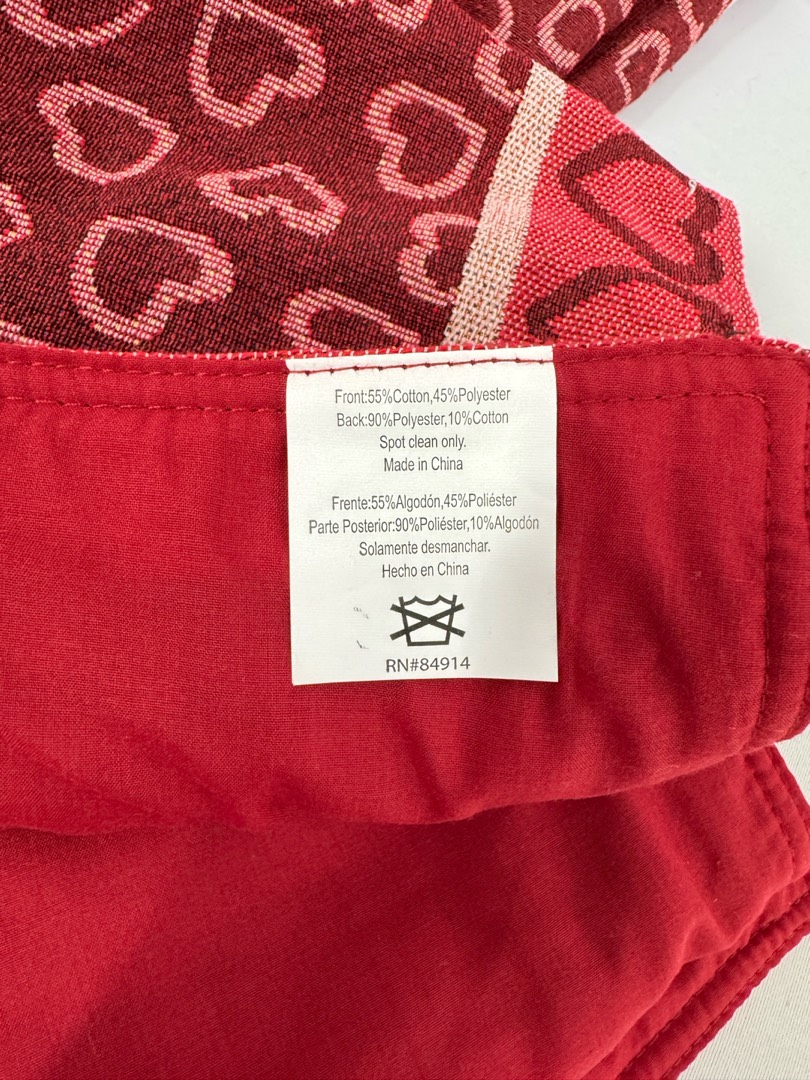 Front:55%Cotton,45%Polyester
Back:90%Polyester,10%Cotton
Spot clean only.
Made in China
Frente:55%Algodón,45%Poliéster
Parte Posterior:90%Poliéster,10%Algodón
Solamente desmanchar.
Hecho en China
RN#84914